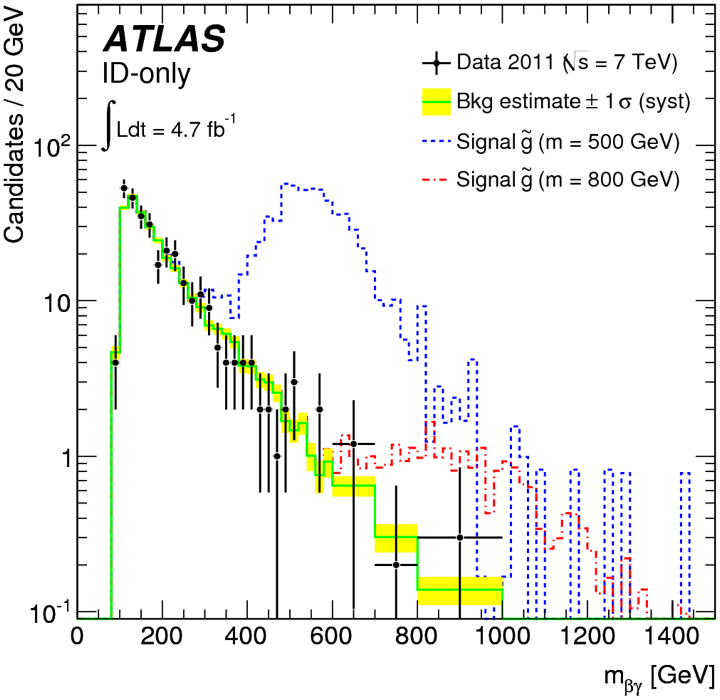 ATLAS
ID-only
∫ Ldt = 4.7 fb⁻¹
Data 2011 (√s = 7 TeV)
Bkg estimate ± 1σ (syst)
Signal g̃ (m = 500 GeV)
Signal g̃ (m = 800 GeV)
Candidates / 20 GeV
10²
10
1
10⁻¹
0 200 400 600 800 1000 1200 1400
m_βγ [GeV]